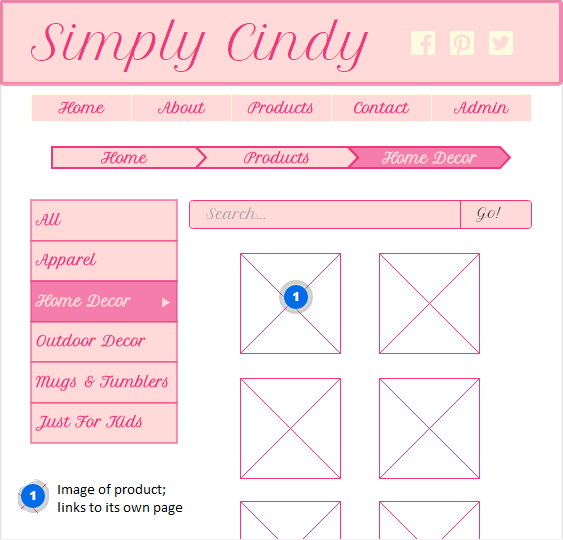 Simply Cindy
Home About Products Contact Admin
Home Products Home Decor
Search... Go!
All
Apparel
Home Decor
Outdoor Decor
Mugs & Tumblers
Just For Kids
1
1 Image of product;
links to its own page